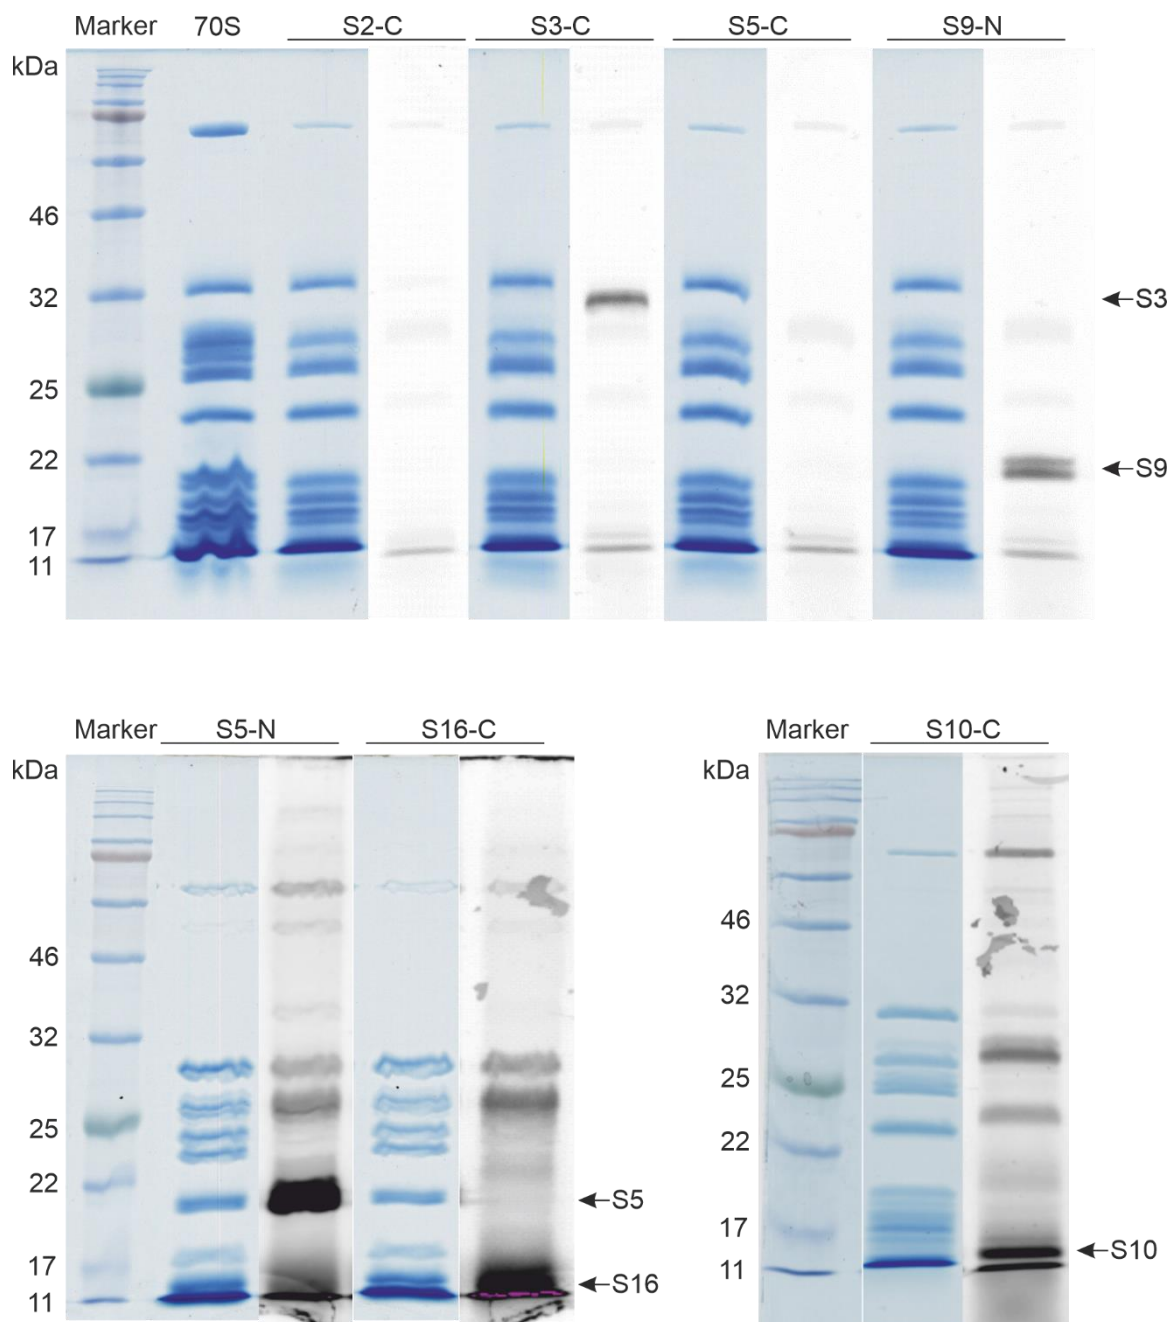 Marker 70S S2-C S3-C S5-C S9-N
kDa
46
32
←S3
25
22
←S9
17
11
Marker S5-N S16-C
kDa
46
32
25
22
←S5
17
←S16
11
Marker S10-C
kDa
46
32
25
22
17
←S10
11